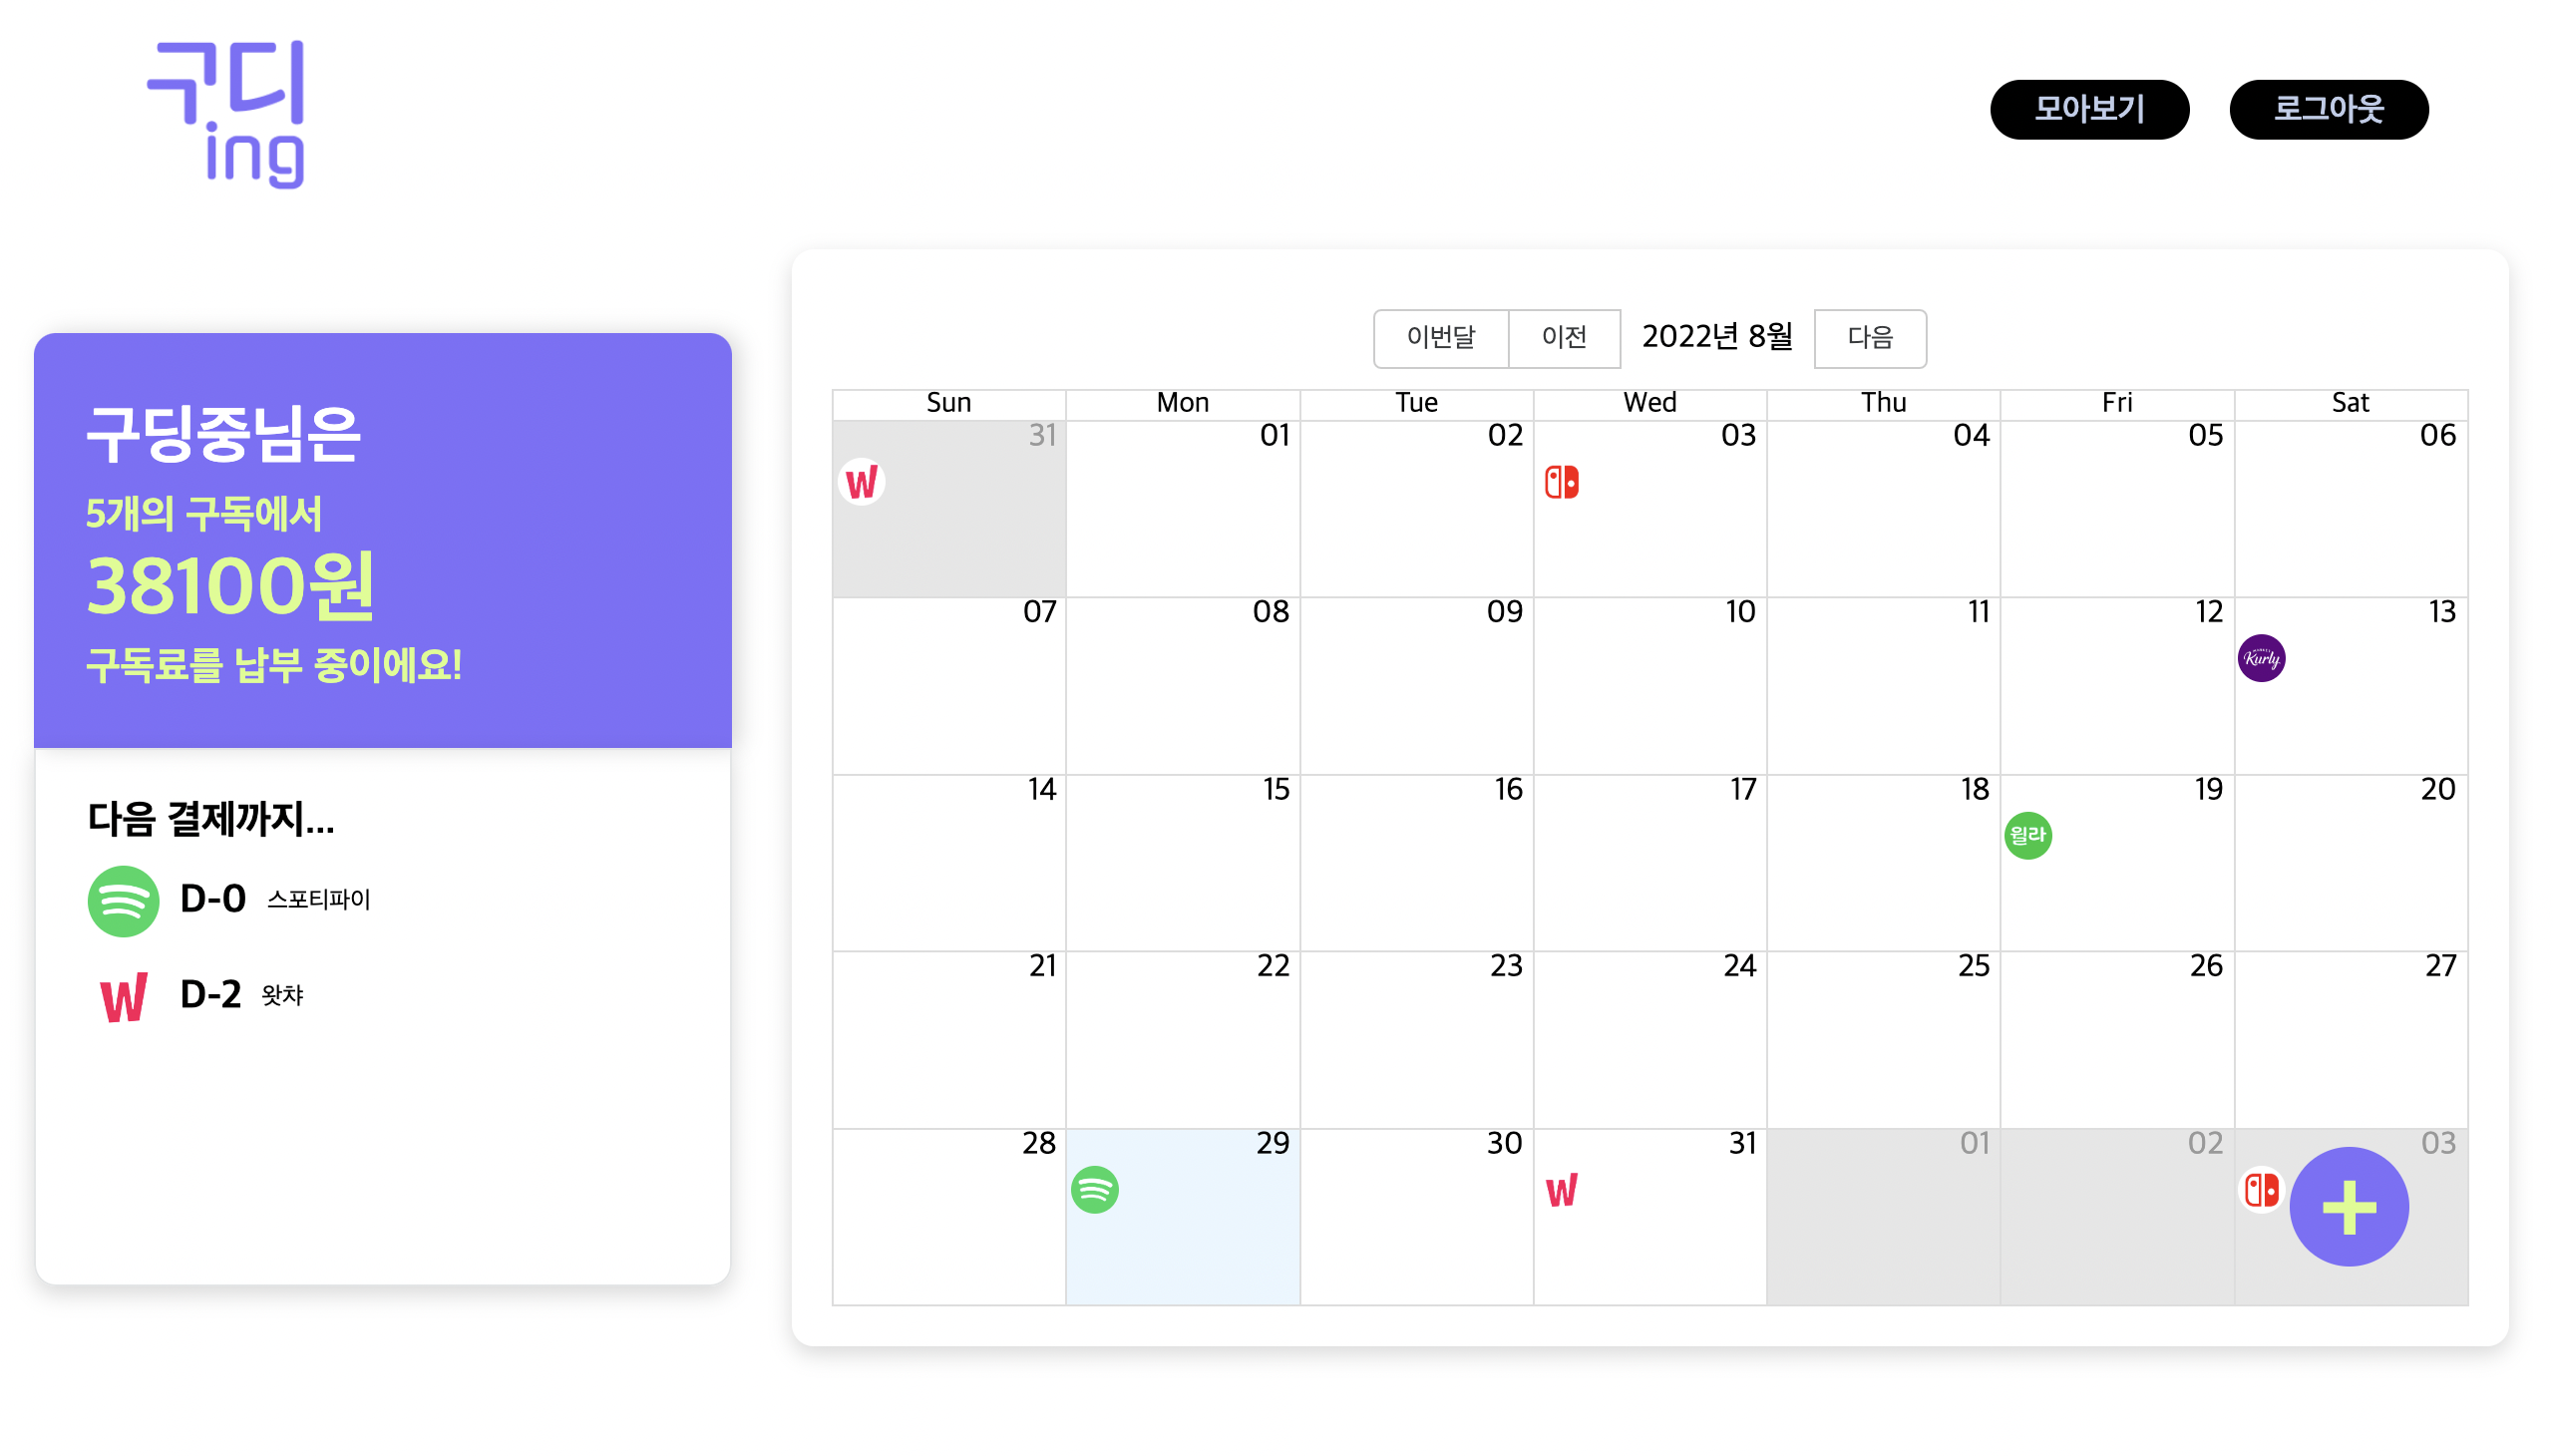 구디
ing
모아보기 로그아웃
구딩중님은
5개의 구독에서
38100원
구독료를 납부 중이에요!
다음 결제까지...
D-0 스포티파이
W D-2 왓챠
이번달 이전 2022년 8월 다음
Sun Mon Tue Wed Thu Fri Sat
31 01 02 03 04 05 06
W
07 08 09 10 11 12 13
Kurly
14 15 16 17 18 19 20
윌라
21 22 23 24 25 26 27
28 29 30 31 01 02 03
W
+